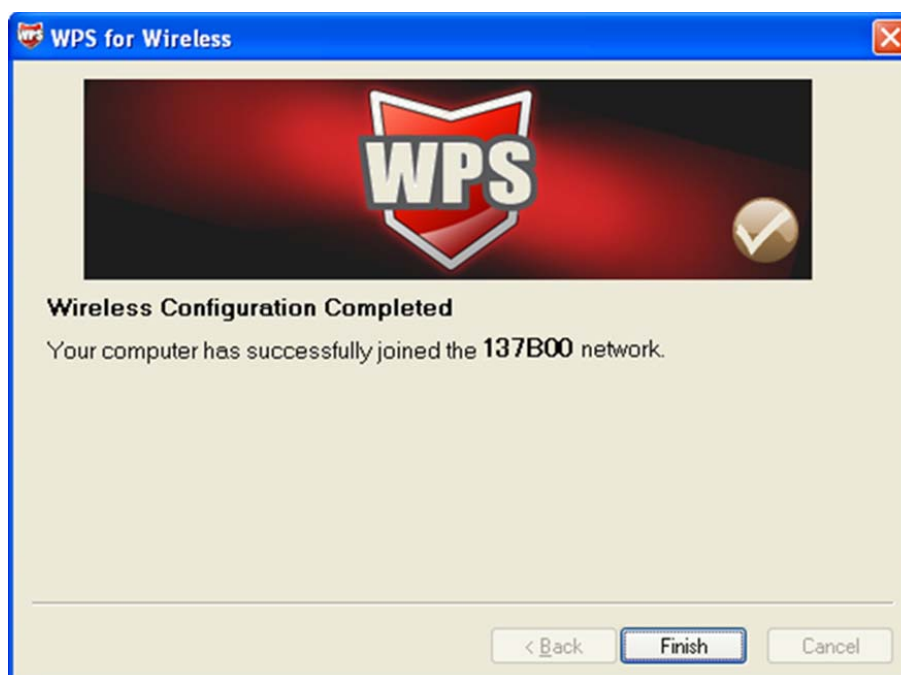 WPS for Wireless
WPS
Wireless Configuration Completed
Your computer has successfully joined the 137B00 network.
< Back
Finish
Cancel